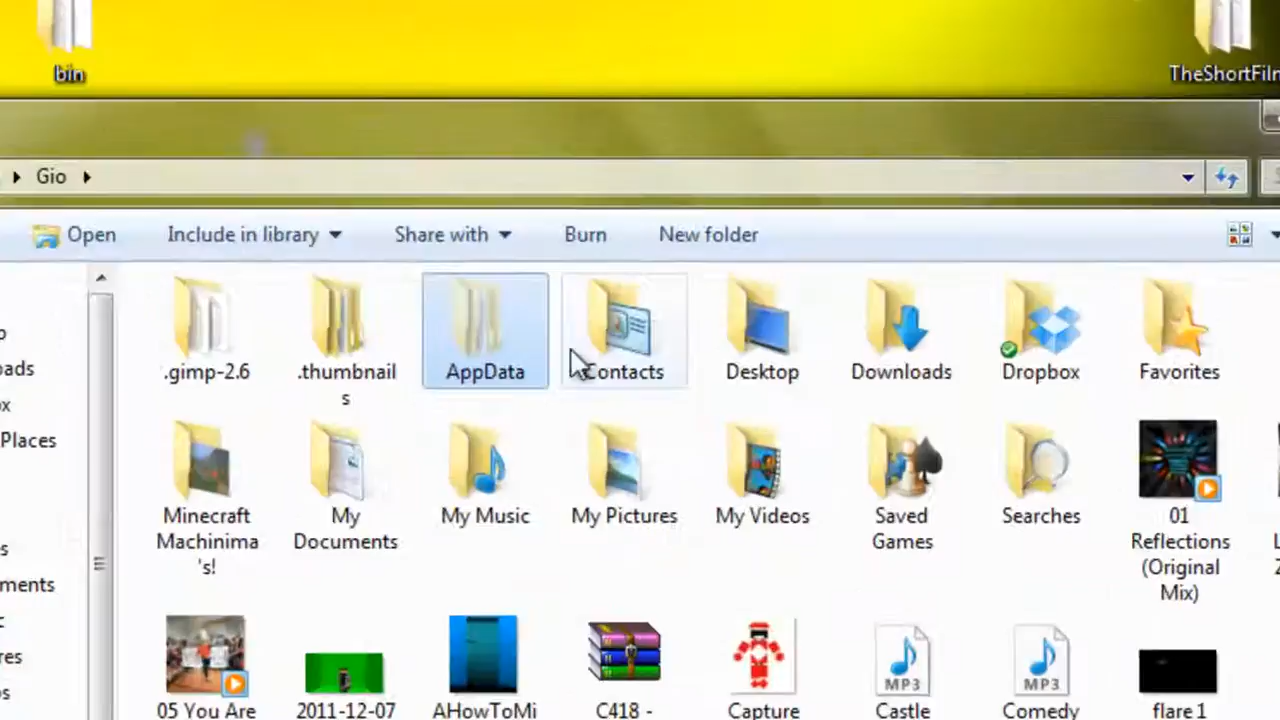 bin
TheShortFilr
Gio
Open
Include in library
Share with
Burn
New folder
.gimp-2.6
.thumbnail
s
AppData
Contacts
Desktop
Downloads
Dropbox
Favorites
oads
x
Places
Minecraft
Machinima
's!
My
Documents
My Music
My Pictures
My Videos
Saved
Games
Searches
01
Reflections
(Original
Mix)
s
ments
res
s
MP3
MP3
05 You Are
2011-12-07
AHowToMi
C418 -
Capture
Castle
Comedy
flare 1